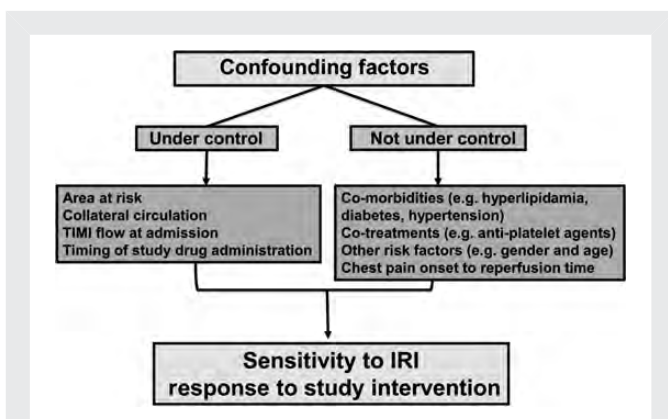 Confounding factors
Under control
Not under control
Area at risk
Collateral circulation
TIMI flow at admission
Timing of study drug administration
Co-morbidities (e.g. hyperlipidamia,
diabetes, hypertension)
Co-treatments (e.g. anti-platelet agents)
Other risk factors (e.g. gender and age)
Chest pain onset to reperfusion time
Sensitivity to IRI
response to study intervention